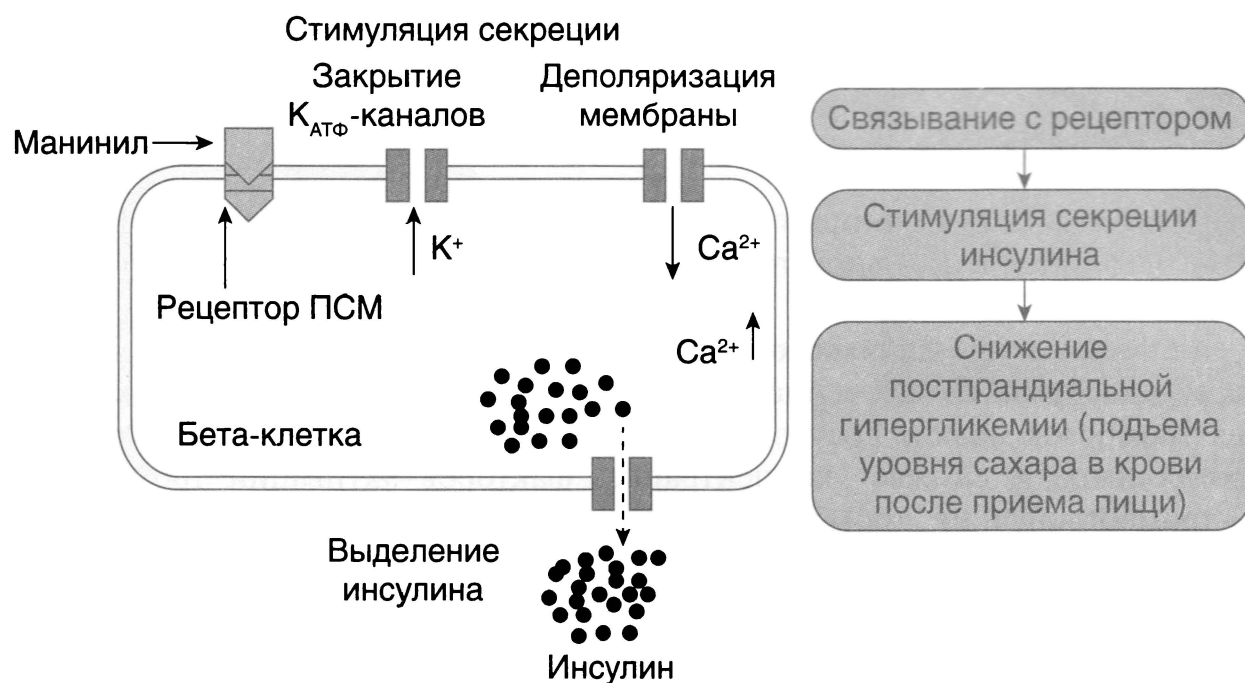 Стимуляция секреции
Закрытие
K_АТФ-каналов
Деполяризация
мембраны
Манинил
K⁺
Ca²⁺
Рецептор ПСМ
Ca²⁺
Бета-клетка
Выделение
инсулина
Инсулин
Связывание с рецептором
Стимуляция секреции
инсулина
Снижение
постпрандиальной
гипергликемии (подъема
уровня сахара в крови
после приема пищи)